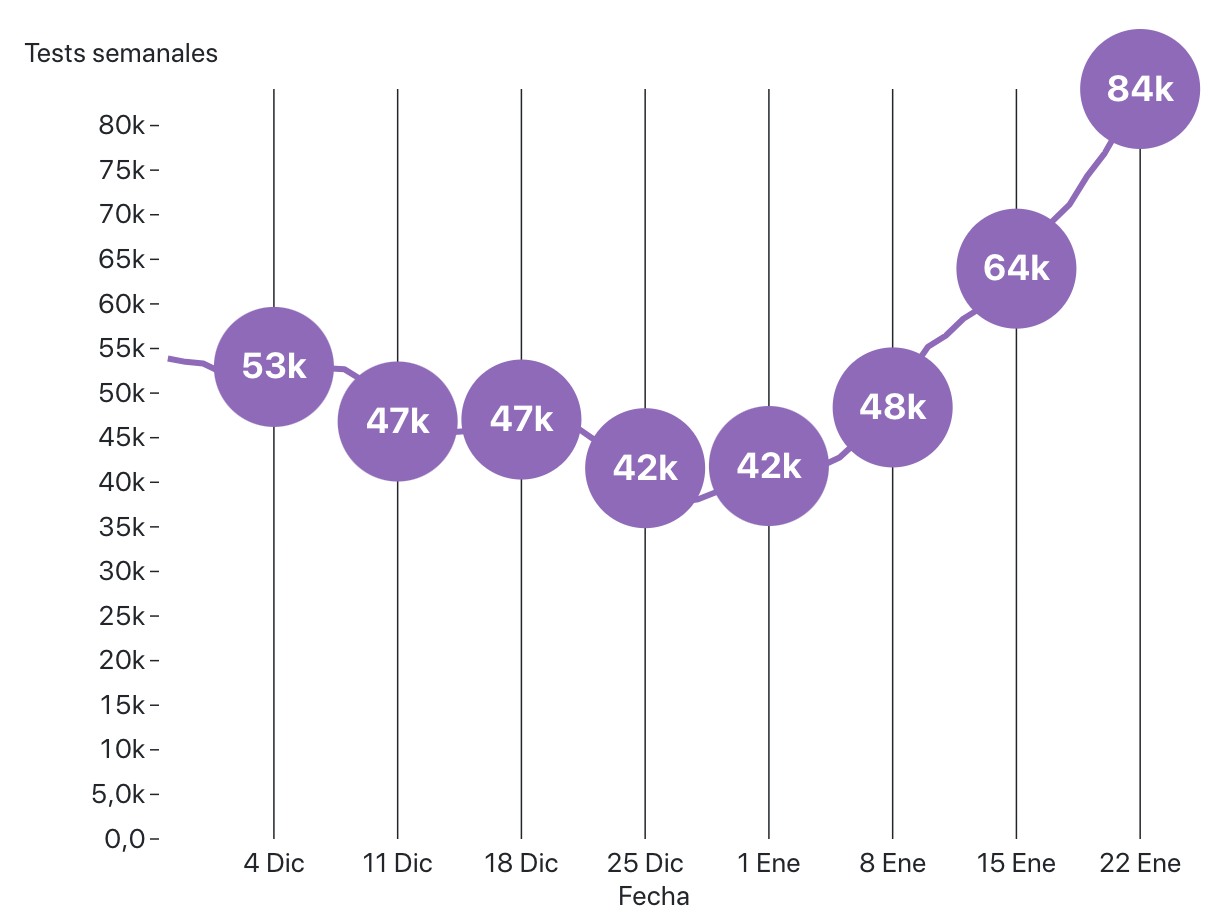 Tests semanales
84k
80k
75k
70k
65k
64k
60k
55k
53k
50k
48k
47k
47k
45k
42k
42k
40k
35k
30k
25k
20k
15k
10k
5,0k
0,0
4 Dic 11 Dic 18 Dic 25 Dic 1 Ene 8 Ene 15 Ene 22 Ene
Fecha